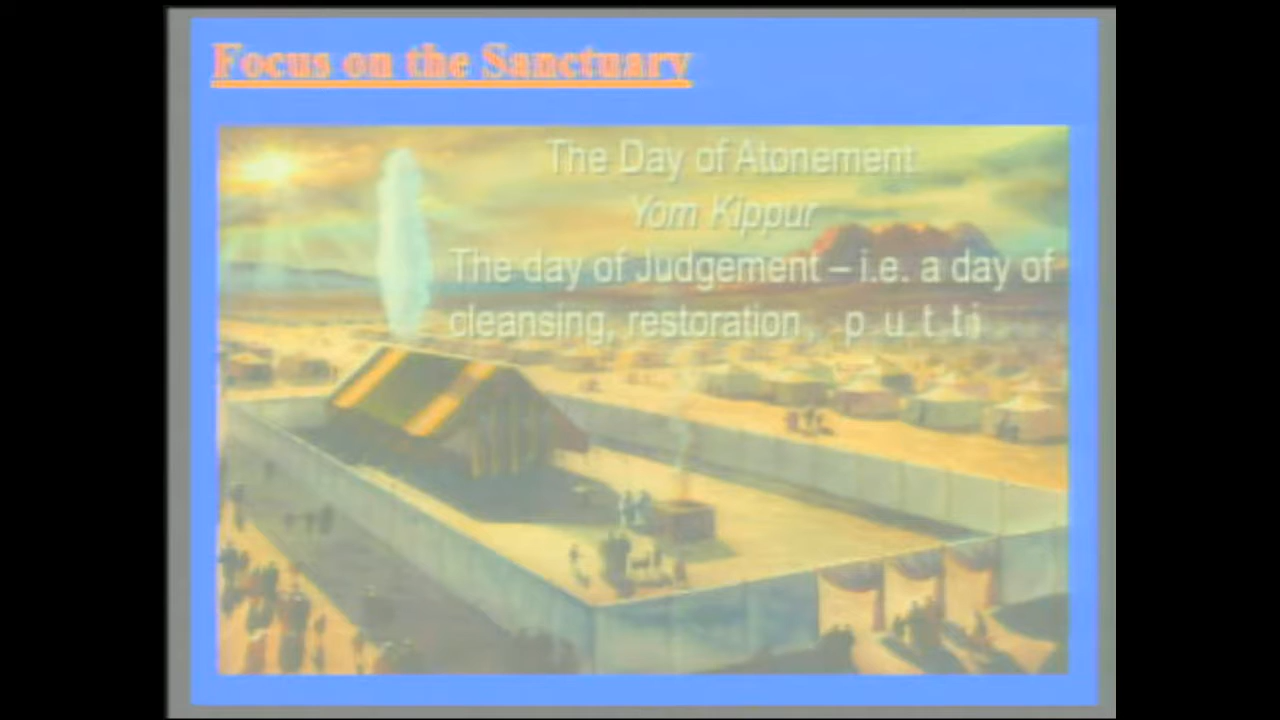 Focus on the Sanctuary
The Day of Atonement
Yom Kippur
The day of Judgement – i.e. a day of
cleansing, restoration,